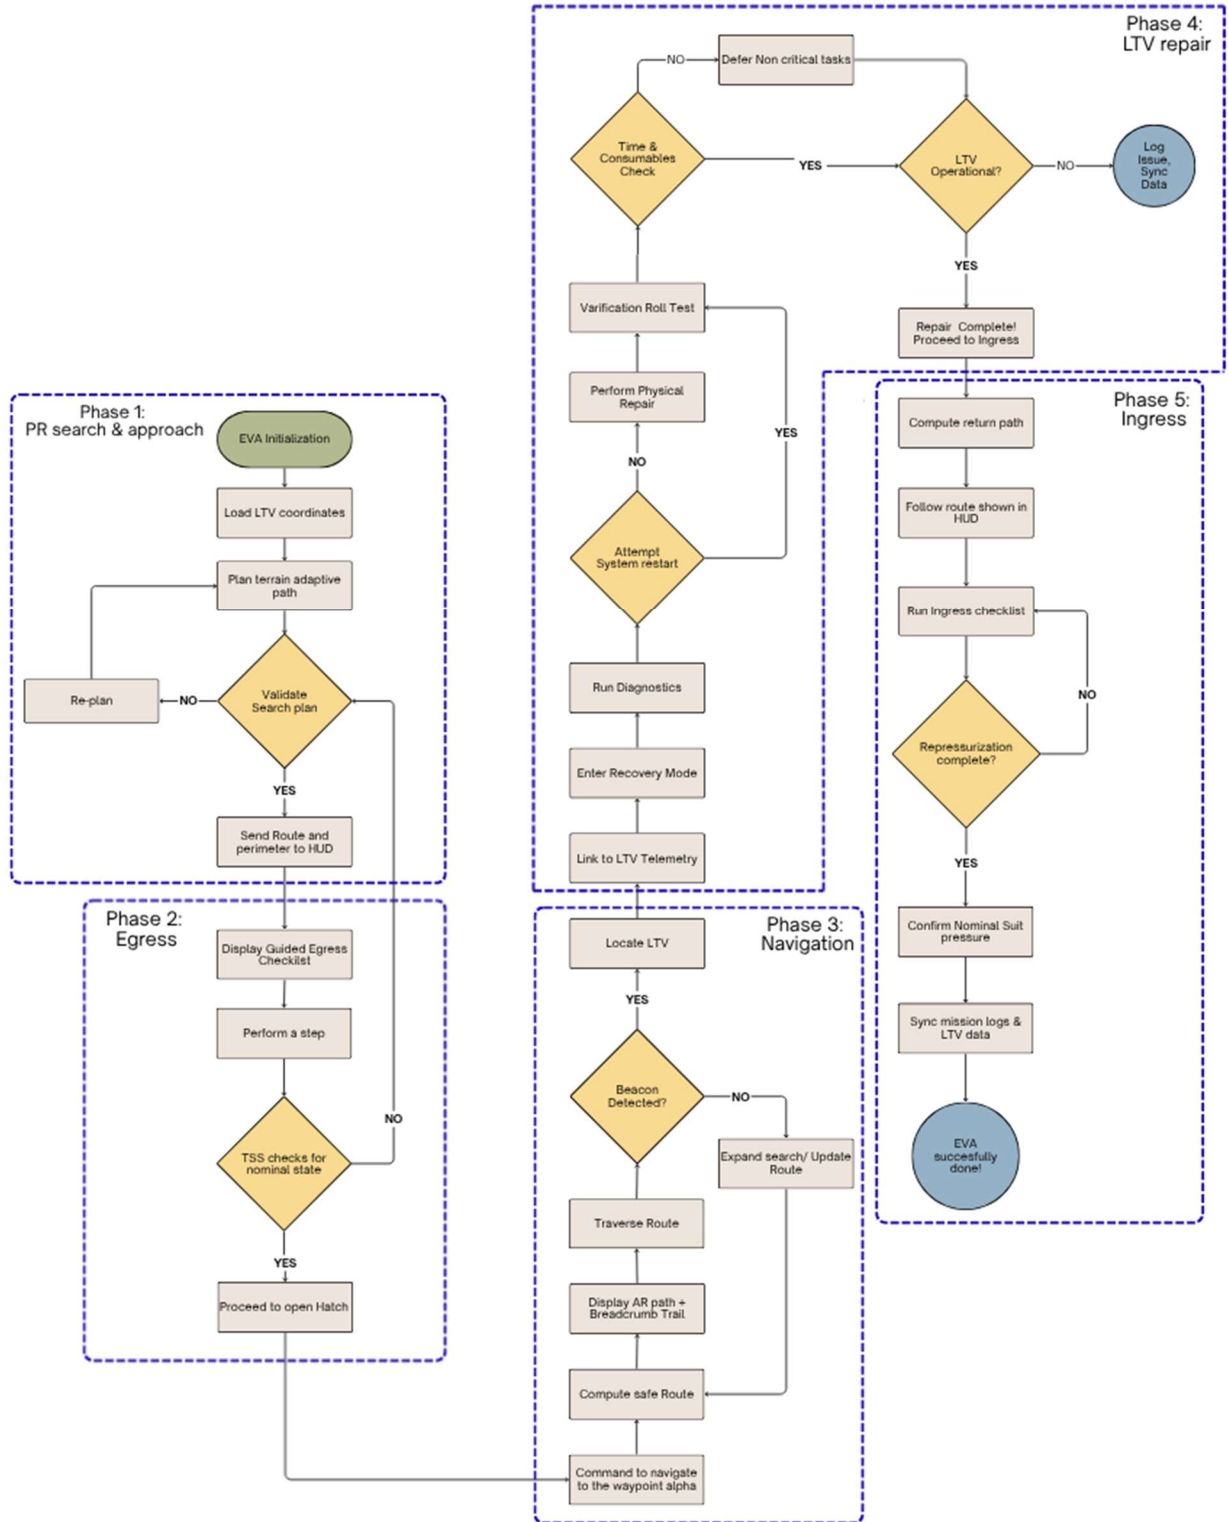 Phase 1:
PR search & approach
EVA Initialization
Load LTV coordinates
Plan terrain adaptive
path
Re-plan
NO
Validate
Search plan
YES
Send Route and
perimeter to HUD
Phase 2:
Egress
Display Guided Egress
Checkilst
Perform a step
TSS checks for
nominal state
NO
YES
Proceed to open Hatch
Phase 3:
Navigation
Command to navigate
to the waypoint alpha
Compute safe Route
Display AR path +
Breadcrumb Trail
Traverse Route
Beacon
Detected?
NO
Expand search/ Update
Route
YES
Locate LTV
Phase 4:
LTV repair
Link to LTV Telemetry
Enter Recovery Mode
Run Diagnostics
Attempt
System restart
YES
NO
Perform Physical
Repair
Varification Roll Test
Time &
Consumables
Check
NO
Defer Non critical tasks
YES
LTV
Operational?
NO
Log
Issue,
Sync
Data
YES
Repair Complete!
Proceed to Ingress
Phase 5:
Ingress
Compute return path
Follow route shown in
HUD
Run Ingress checklist
Repressurization
complete?
NO
YES
Confirm Nominal Suit
pressure
Sync mission logs &
LTV data
EVA
succesfully
done!